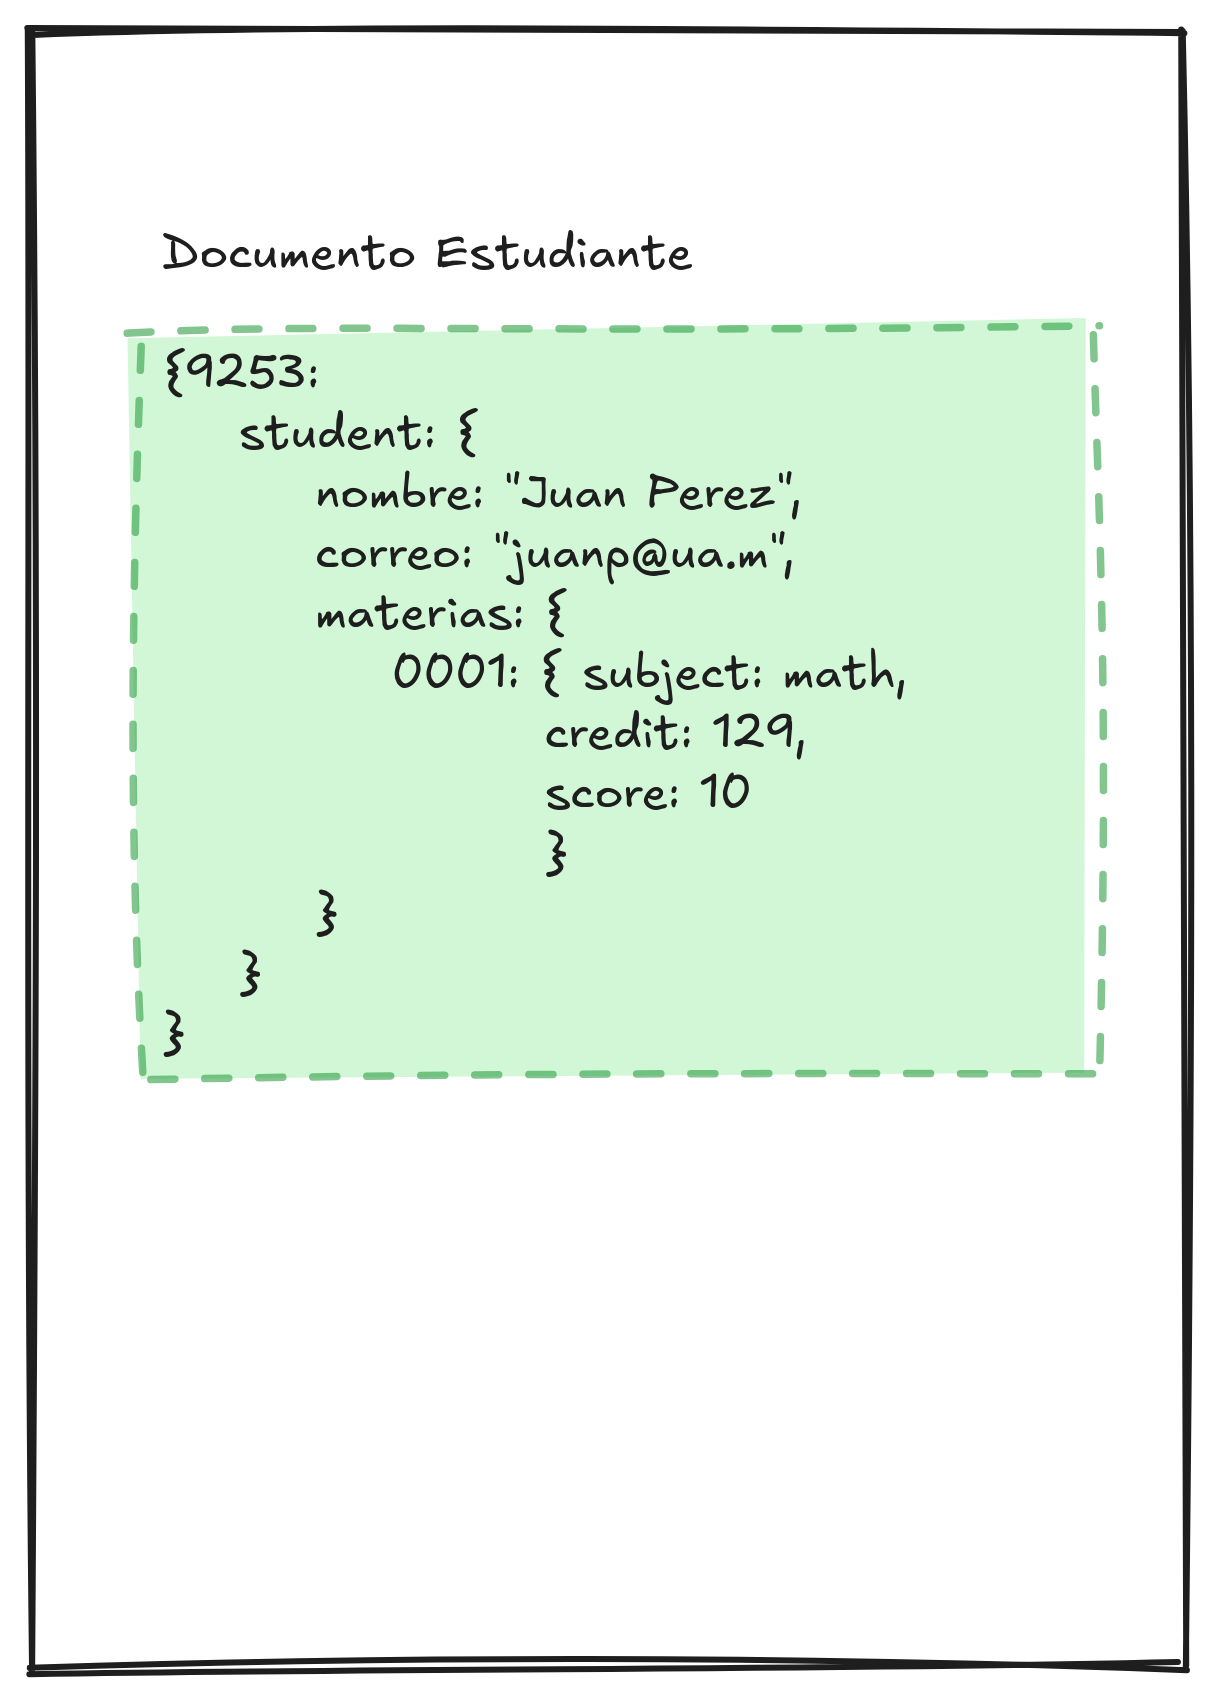 Documento Estudiante
{9253:
student: {
nombre: "Juan Perez",
correo: "juanp@ua.m",
materias: {
0001: { subject: math,
credit: 129,
score: 10
}
}
}
}